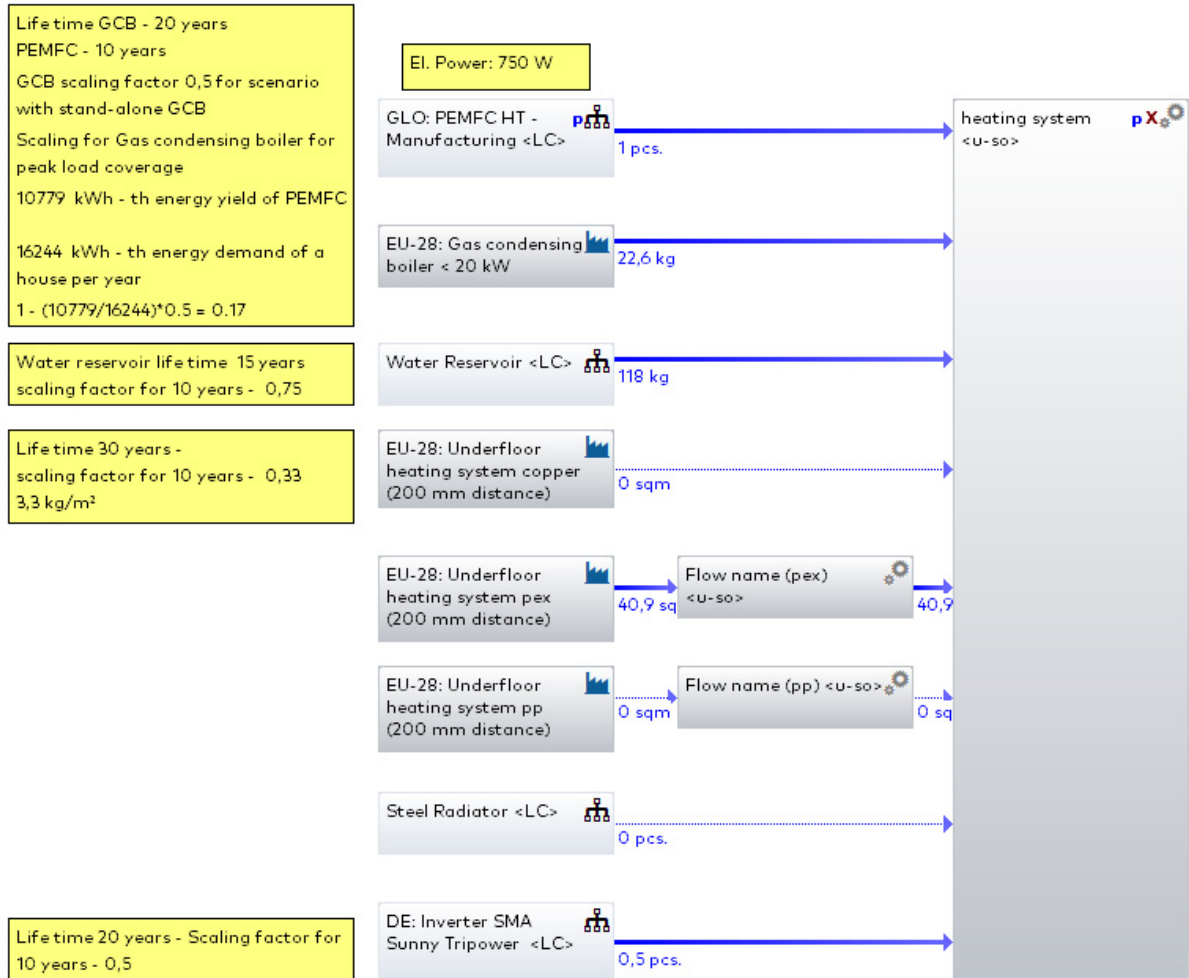 Life time GCB - 20 years
PEMFC - 10 years
GCB scaling factor 0,5 for scenario
with stand-alone GCB
Scaling for Gas condensing boiler for
peak load coverage
10779 kWh - th energy yield of PEMFC
16244 kWh - th energy demand of a
house per year
1 - (10779/16244)*0.5 = 0.17
El. Power: 750 W
GLO: PEMFC HT -
Manufacturing <LC>
p
1 pcs.
heating system
<u-so>
pX
EU-28: Gas condensing
boiler < 20 kW
22,6 kg
Water reservoir life time 15 years
scaling factor for 10 years - 0,75
Water Reservoir <LC>
118 kg
Life time 30 years -
scaling factor for 10 years - 0,33
3,3 kg/m²
EU-28: Underfloor
heating system copper
(200 mm distance)
0 sqm
EU-28: Underfloor
heating system pex
(200 mm distance)
40,9 sq
Flow name (pex)
<u-so>
40,9
EU-28: Underfloor
heating system pp
(200 mm distance)
0 sqm
Flow name (pp) <u-so>
0 sq
Steel Radiator <LC>
0 pcs.
Life time 20 years - Scaling factor for
10 years - 0,5
DE: Inverter SMA
Sunny Tripower <LC>
0,5 pcs.